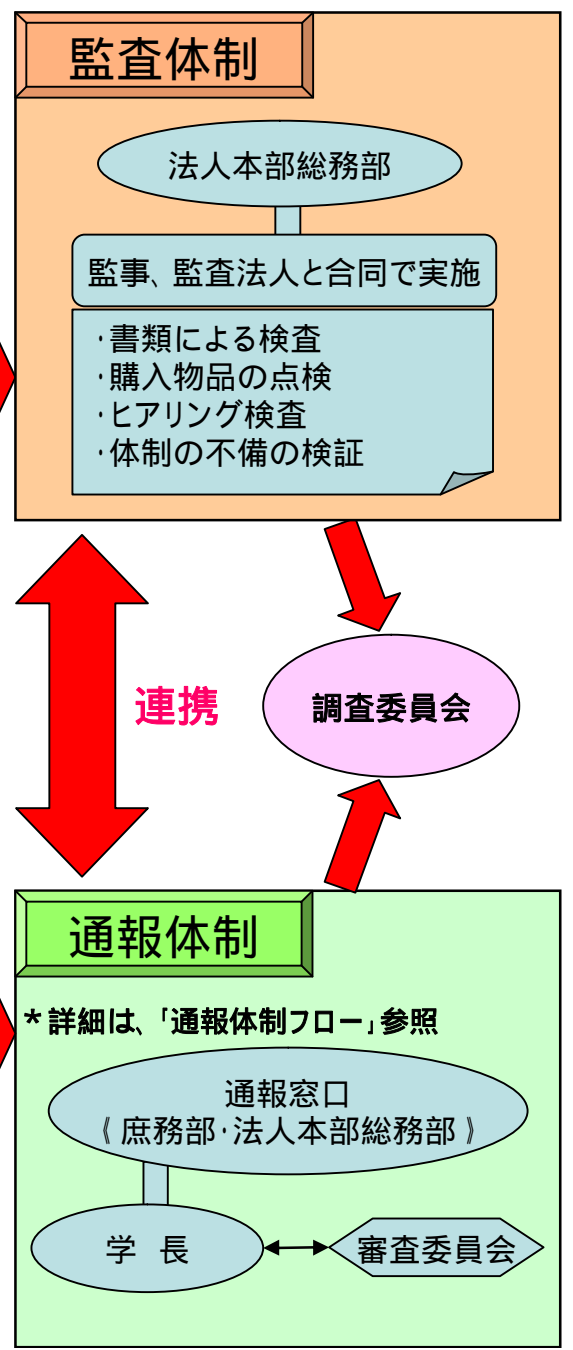 監査体制
法人本部総務部
監事、監査法人と合同で実施
・書類による検査
・購入物品の点検
・ヒアリング検査
・体制の不備の検証
連携
調査委員会
通報体制
*詳細は、「通報体制フロー」参照
通報窓口
《庶務部・法人本部総務部》
学 長
審査委員会